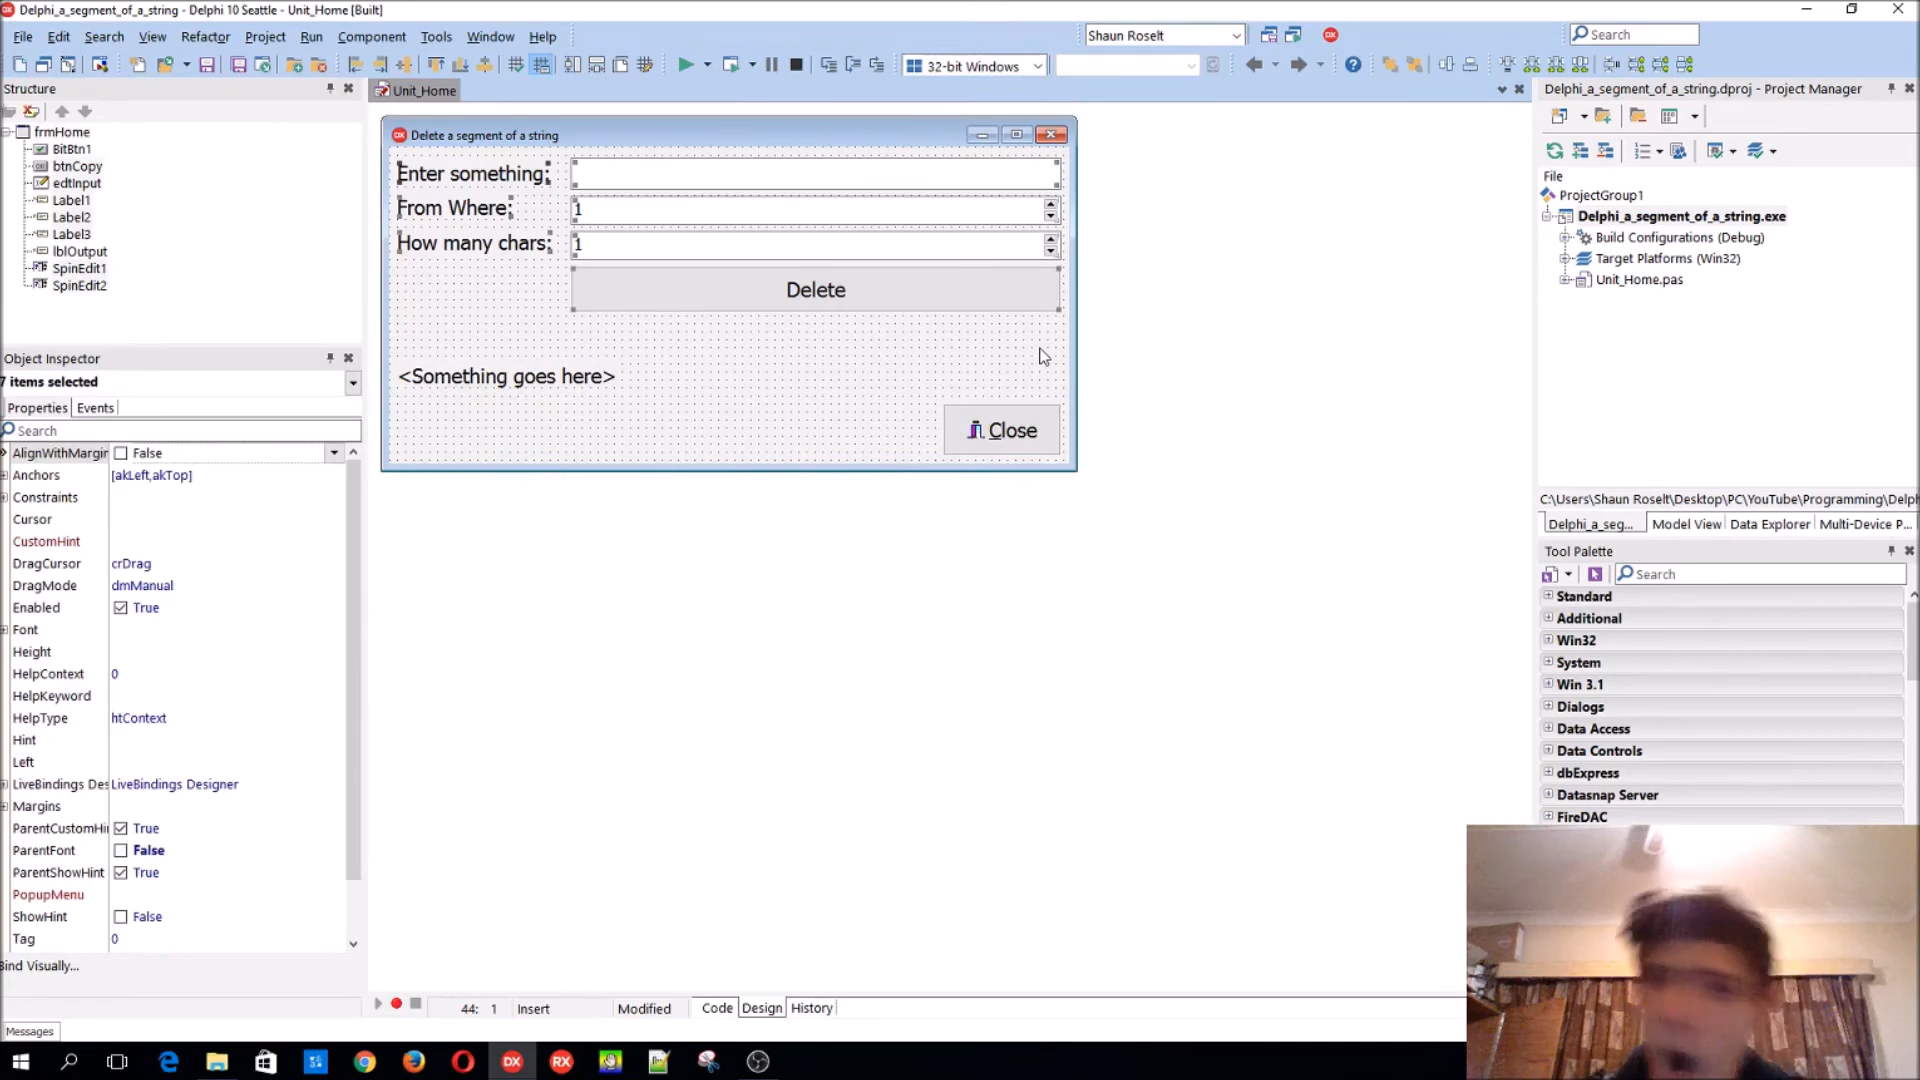 Delphi_a_segment_of_a_string - Delphi 10 Seattle - Unit_Home [Built]
File Edit Search View Refactor Project Run Component Tools Window Help
Shaun Roselt
Search
32-bit Windows
Structure
Unit_Home
Delphi_a_segment_of_a_string.dproj - Project Manager
frmHome
BitBtn1
btnCopy
edtInput
Label1
Label2
Label3
lblOutput
SpinEdit1
SpinEdit2
Delete a segment of a string
Enter something:
From Where: 1
How many chars: 1
Delete
<Something goes here>
Close
File
ProjectGroup1
Delphi_a_segment_of_a_string.exe
Build Configurations (Debug)
Target Platforms (Win32)
Unit_Home.pas
Object Inspector
7 items selected
Properties Events
Search
AlignWithMargin False
Anchors [akLeft,akTop]
Constraints
Cursor
CustomHint
DragCursor crDrag
DragMode dmManual
Enabled True
Font
Height
HelpContext 0
HelpKeyword
HelpType htContext
Hint
Left
LiveBindings Des LiveBindings Designer
Margins
ParentCustomHi True
ParentFont False
ParentShowHint True
PopupMenu
ShowHint False
Tag 0
Bind Visually...
C:\Users\Shaun Roselt\Desktop\PC\YouTube\Programming\Delph
Delphi_a_seg... Model View Data Explorer Multi-Device P...
Tool Palette
Search
Standard
Additional
Win32
System
Win 3.1
Dialogs
Data Access
Data Controls
dbExpress
Datasnap Server
FireDAC
44: 1 Insert Modified Code Design History
Messages
DX RX